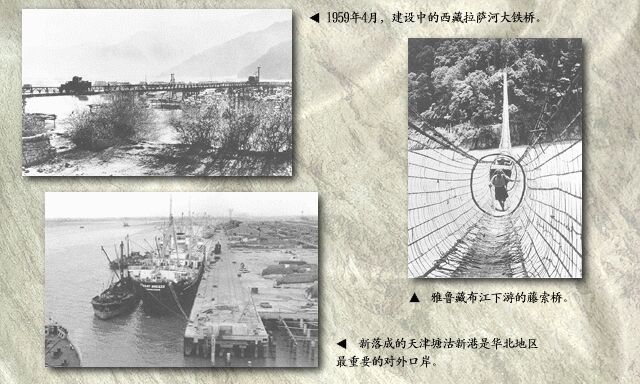 ◀ 1959年4月，建设中的西藏拉萨河大铁桥。
▲ 雅鲁藏布江下游的藤索桥。
◀ 新落成的天津塘沽新港是华北地区
最重要的对外口岸。